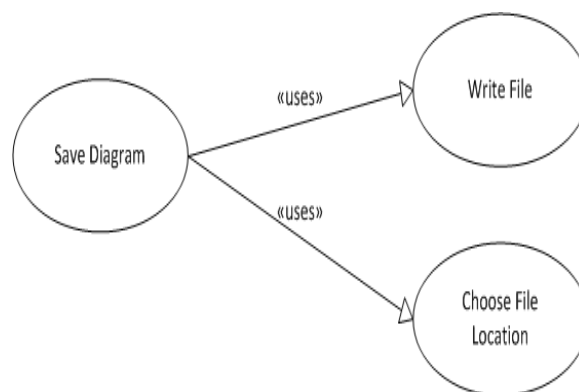 Write File
«uses»
Save Diagram
«uses»
Choose File
Location